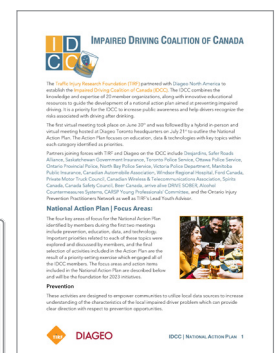 ID
CC
IMPAIRED DRIVING COALITION OF CANADA
The Traffic Injury Research Foundation (TIRF) partnered with Diageo North America to
establish the Impaired Driving Coalition of Canada (IDCC). The IDCC combines the
knowledge and expertise of 20 member organizations, along with innovative educational
resources to guide the development of a national action plan aimed at preventing impaired
driving. It is a priority for the IDCC to increase public awareness and help drivers recognize the
risks associated with driving after drinking.
The first virtual meeting took place on June 30th and was followed by a hybrid in-person and
virtual meeting hosted at Diageo Toronto headquarters on July 21st to outline the National
Action Plan. The Action Plan focuses on education, data & technologies with key topics within
each category identified as priorities.
Partners joining forces with TIRF and Diageo on the IDCC include Desjardins, Safer Roads
Alliance, Saskatchewan Government Insurance, Toronto Police Service, Ottawa Police Service,
Ontario Provincial Police, North Bay Police Service, Victoria Police Department, Manitoba
Public Insurance, Canadian Automobile Association, Windsor Regional Hospital, Ford Canada,
Private Motor Truck Council, Canadian Wireless & Telecommunications Association, Spirits
Canada, Canada Safety Council, Beer Canada, arrive alive DRIVE SOBER, Alcohol
Countermeasures Systems, CARSP Young Professionals' Committee, and the Ontario Injury
Prevention Practitioners Network as well as TIRF's Lead Youth Advisor.
National Action Plan | Focus Areas:
The four key areas of focus for the National Action Plan
identified by members during the first two meetings
include prevention, education, data, and technology.
Important priorities related to each of these topics were
explored and discussed by members, and the final
selection of activities included in the Action Plan are the
result of a priority-setting exercise which engaged all of
the IDCC members. The focus areas and action items
included in the National Action Plan are described below
and will be the foundation for 2023 initiatives.
Prevention
These activities are designed to empower communities to utilize local data sources to increase
understanding of the characteristics of the local impaired driver problem which can provide
clear direction with respect to prevention opportunities.
TIRF
DIAGEO
IDCC | NATIONAL ACTION PLAN 1